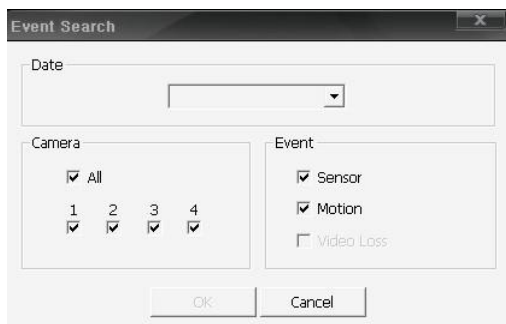 Event Search
Date
Camera
All
1 2 3 4
Event
Sensor
Motion
Video Loss
OK Cancel